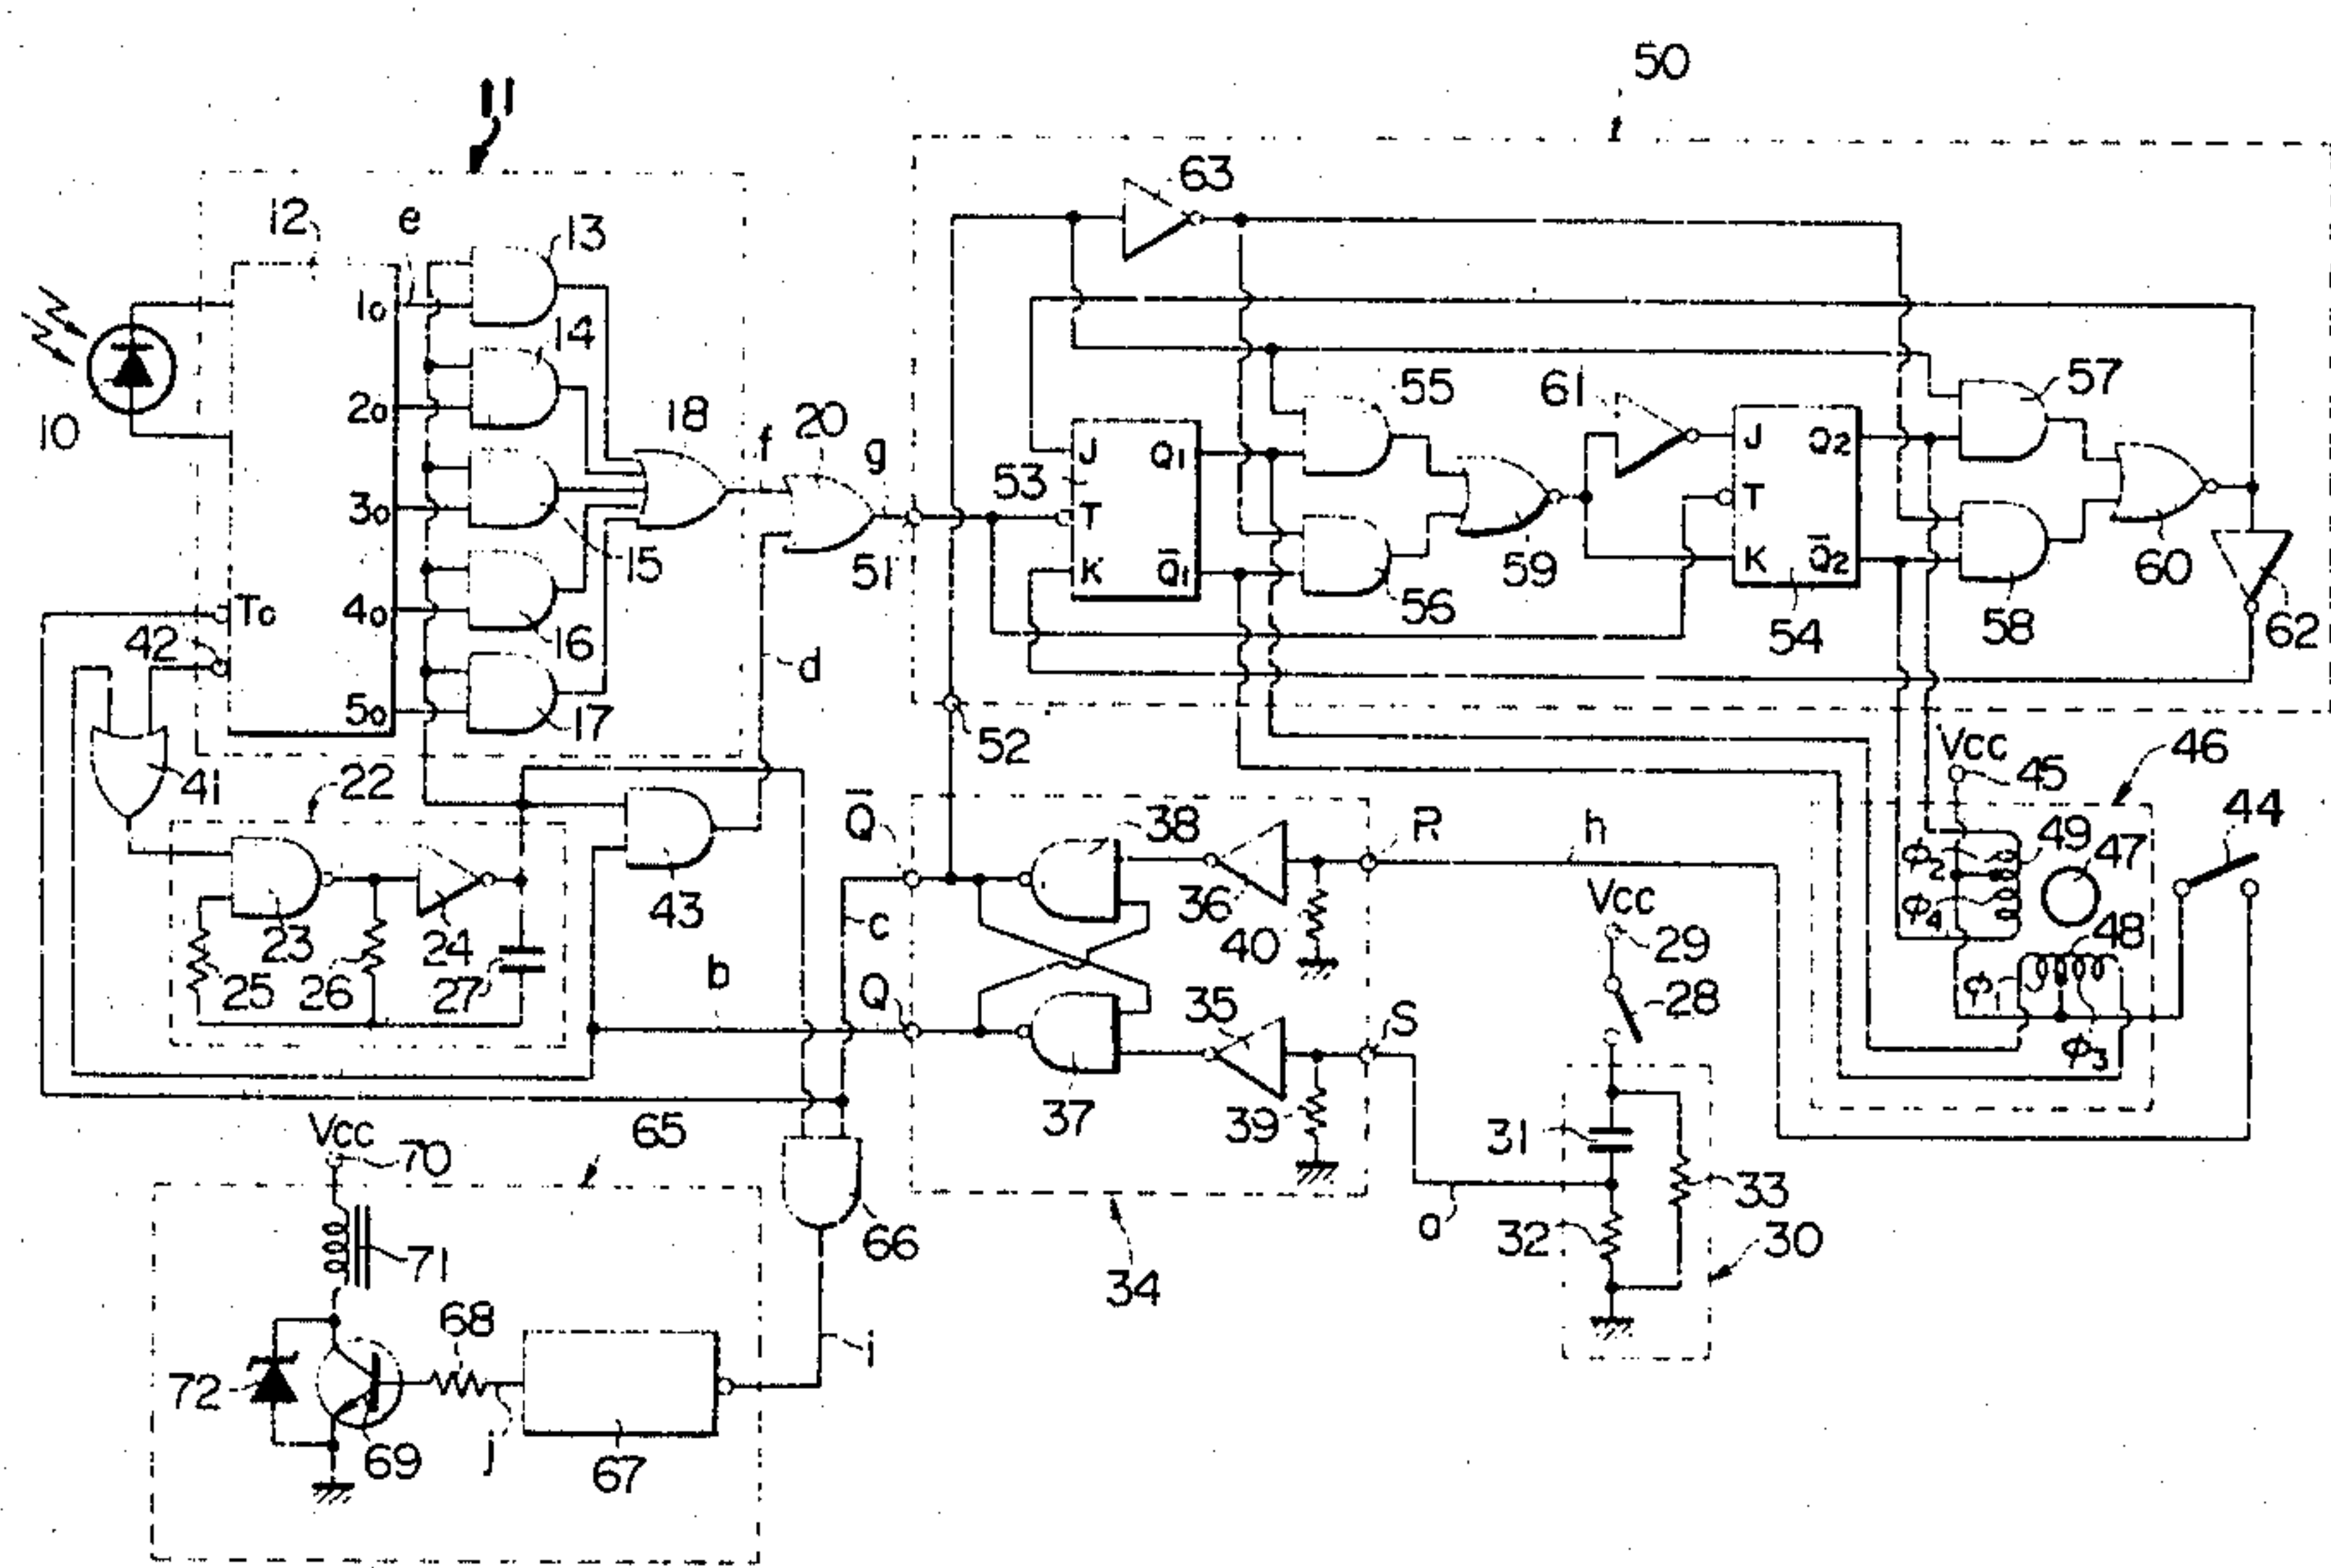 50
11
63
12
e
13
14
57
10
1o
2o
18
f
20
g
55
61
J
Q1
53
T
K
Q̄1
J
Q2
T
K
Q̄2
3o
15
51
59
56
54
58
60
62
To
42
4o
16
5o
17
d
41
22
52
Vcc
45
46
44
Q̄
38
R
h
36
40
43
23
24
25
26
27
c
b
Q
35
S
37
39
Vcc
29
28
ϕ2
49
47
ϕ4
48
ϕ1
ϕ3
Vcc
70
65
66
34
a
31
32
33
30
71
68
i
72
69
j
67